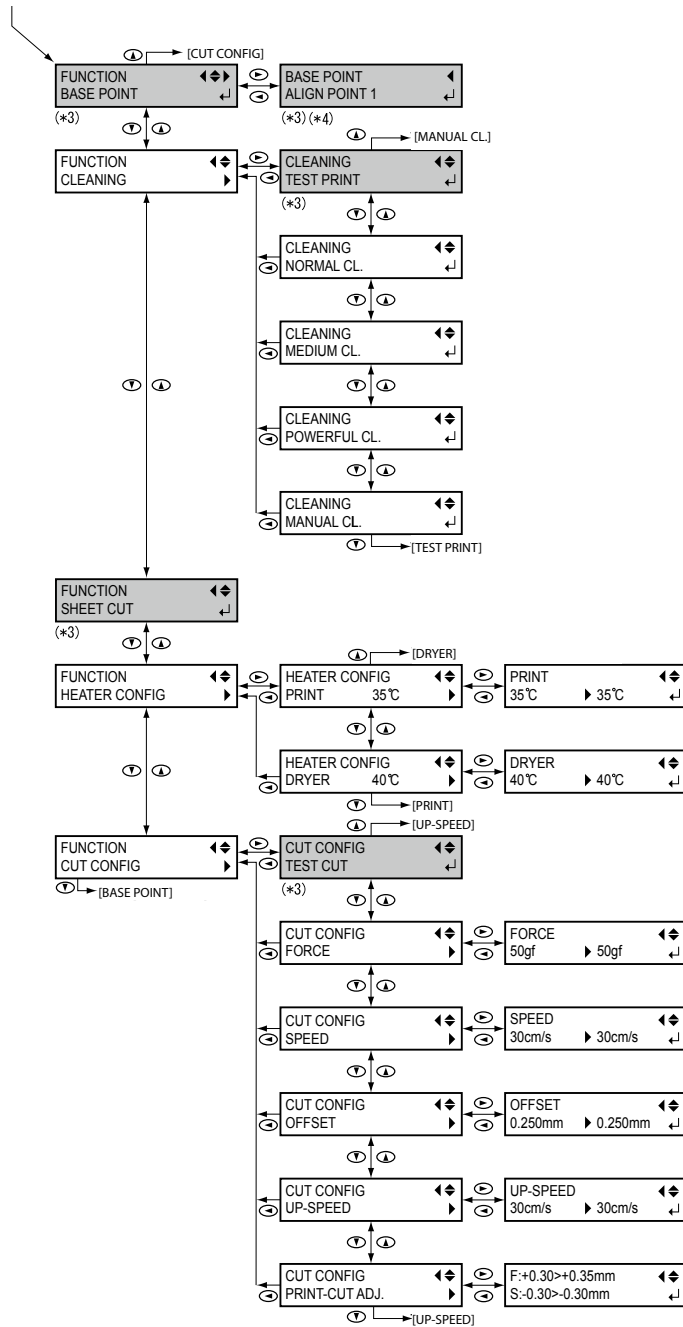 [CUT CONFIG]
FUNCTION
BASE POINT
BASE POINT
ALIGN POINT 1
(*3)
(*3) (*4)
[MANUAL CL.]
FUNCTION
CLEANING
CLEANING
TEST PRINT
(*3)
CLEANING
NORMAL CL.
CLEANING
MEDIUM CL.
CLEANING
POWERFUL CL.
CLEANING
MANUAL CL.
[TEST PRINT]
FUNCTION
SHEET CUT
(*3)
[DRYER]
FUNCTION
HEATER CONFIG
HEATER CONFIG
PRINT 35℃
PRINT
35℃ 35℃
HEATER CONFIG
DRYER 40℃
DRYER
40℃ 40℃
[PRINT]
[UP-SPEED]
FUNCTION
CUT CONFIG
CUT CONFIG
TEST CUT
[BASE POINT]
(*3)
CUT CONFIG
FORCE
FORCE
50gf 50gf
CUT CONFIG
SPEED
SPEED
30cm/s 30cm/s
CUT CONFIG
OFFSET
OFFSET
0.250mm 0.250mm
CUT CONFIG
UP-SPEED
UP-SPEED
30cm/s 30cm/s
CUT CONFIG
PRINT-CUT ADJ.
F:+0.30>+0.35mm
S:-0.30>-0.30mm
[UP-SPEED]